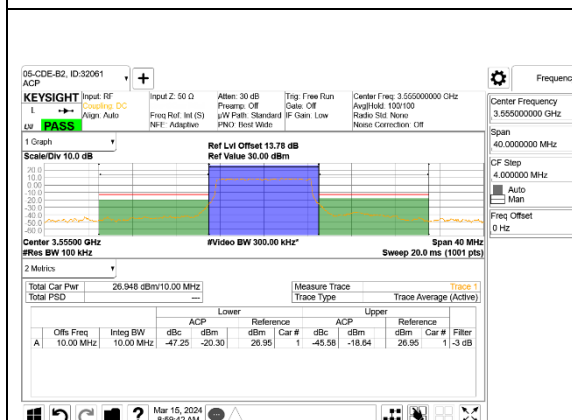 05-CDE-B2, ID:32061
ACP
Frequency
KEYSIGHT Input: RF Input Z: 50 Ω Atten: 30 dB Trig: Free Run Center Freq: 3.555000000 GHz
L Coupling: DC Preamp: Off Gate: Off Avg|Hold: 100/100
Align: Auto Freq Ref: Int (S) µW Path: Standard IF Gain: Low Radio Std: None
PASS NFE: Adaptive PNO: Best Wide Noise Correction: Off
Center Frequency
3.555000000 GHz
Span
40.0000000 MHz
CF Step
4.000000 MHz
Auto
Man
Freq Offset
0 Hz
1 Graph Ref Lvl Offset 13.78 dB
Scale/Div 10.0 dB Ref Value 30.00 dBm
20.0
10.0
0.00
-10.0
-20.0
-30.0
-40.0
-50.0
-60.0
Center 3.55500 GHz #Video BW 300.00 kHz* Span 40 MHz
#Res BW 100 kHz Sweep 20.0 ms (1001 pts)
2 Metrics
Total Car Pwr 26.948 dBm/10.00 MHz Measure Trace Trace 1
Total PSD --- Trace Type Trace Average (Active)
Lower Upper
ACP Reference ACP Reference
Offs Freq Integ BW dBc dBm dBm Car # dBc dBm dBm Car # Filter
A 10.00 MHz 10.00 MHz -47.25 -20.30 26.95 1 -45.58 -18.64 26.95 1 -3 dB
Mar 15, 2024
8:59:42 AM